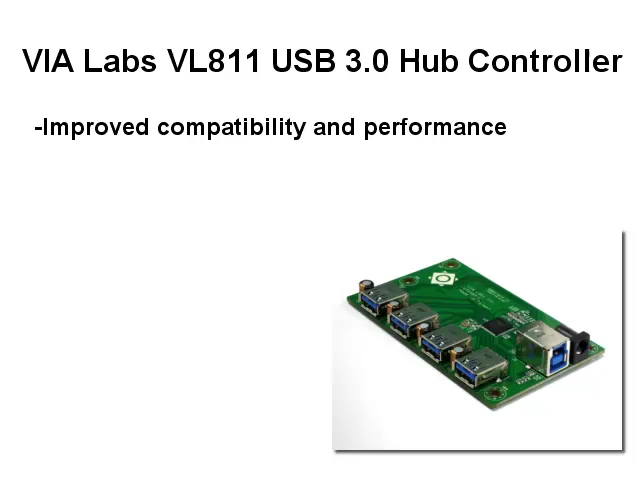 VIA Labs VL811 USB 3.0 Hub Controller
-Improved compatibility and performance